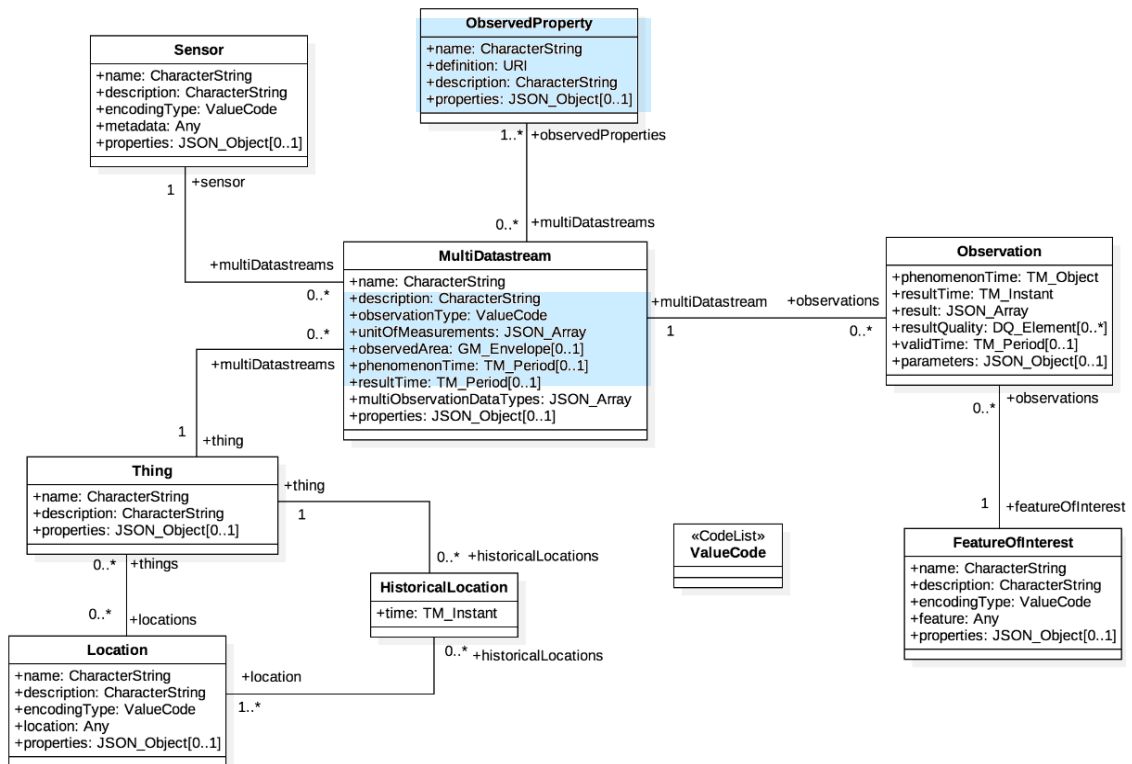 ObservedProperty
+name: CharacterString
+definition: URI
+description: CharacterString
+properties: JSON_Object[0..1]
Sensor
+name: CharacterString
+description: CharacterString
+encodingType: ValueCode
+metadata: Any
+properties: JSON_Object[0..1]
1..*
+observedProperties
1
+sensor
0..*
+multiDatastreams
+multiDatastreams
0..*
MultiDatastream
+name: CharacterString
+description: CharacterString
+observationType: ValueCode
+unitOfMeasurements: JSON_Array
+observedArea: GM_Envelope[0..1]
+phenomenonTime: TM_Period[0..1]
+resultTime: TM_Period[0..1]
+multiObservationDataTypes: JSON_Array
+properties: JSON_Object[0..1]
+multiDatastream
1
+observations
0..*
Observation
+phenomenonTime: TM_Object
+resultTime: TM_Instant
+result: JSON_Array
+resultQuality: DQ_Element[0..*]
+validTime: TM_Period[0..1]
+parameters: JSON_Object[0..1]
0..*
+multiDatastreams
0..*
+observations
1
+thing
Thing
+name: CharacterString
+description: CharacterString
+properties: JSON_Object[0..1]
+thing
1
1
+featureOfInterest
«CodeList»
ValueCode
FeatureOfInterest
+name: CharacterString
+description: CharacterString
+encodingType: ValueCode
+feature: Any
+properties: JSON_Object[0..1]
0..*
+things
0..*
+historicalLocations
HistoricalLocation
+time: TM_Instant
0..*
+locations
0..*
+historicalLocations
Location
+name: CharacterString
+description: CharacterString
+encodingType: ValueCode
+location: Any
+properties: JSON_Object[0..1]
+location
1..*